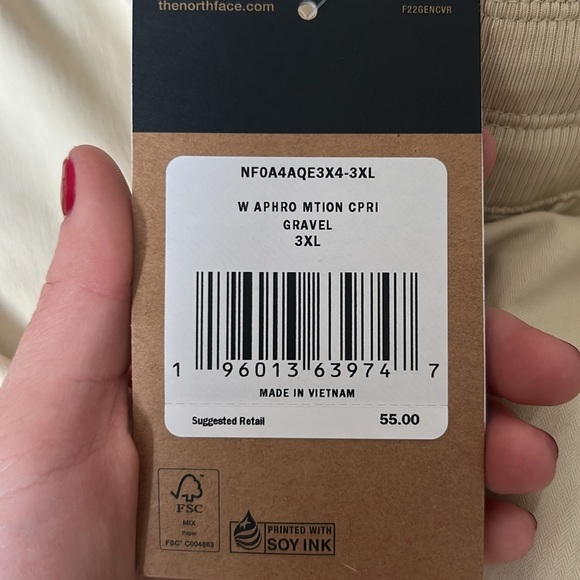 thenorthface.com
F22GENCVR
NF0A4AQE3X4-3XL
W APHRO MTION CPRI
GRAVEL
3XL
1 96013 63974 7
MADE IN VIETNAM
Suggested Retail 55.00
FSC
MIX
Paper
FSC® C004863
PRINTED WITH
SOY INK